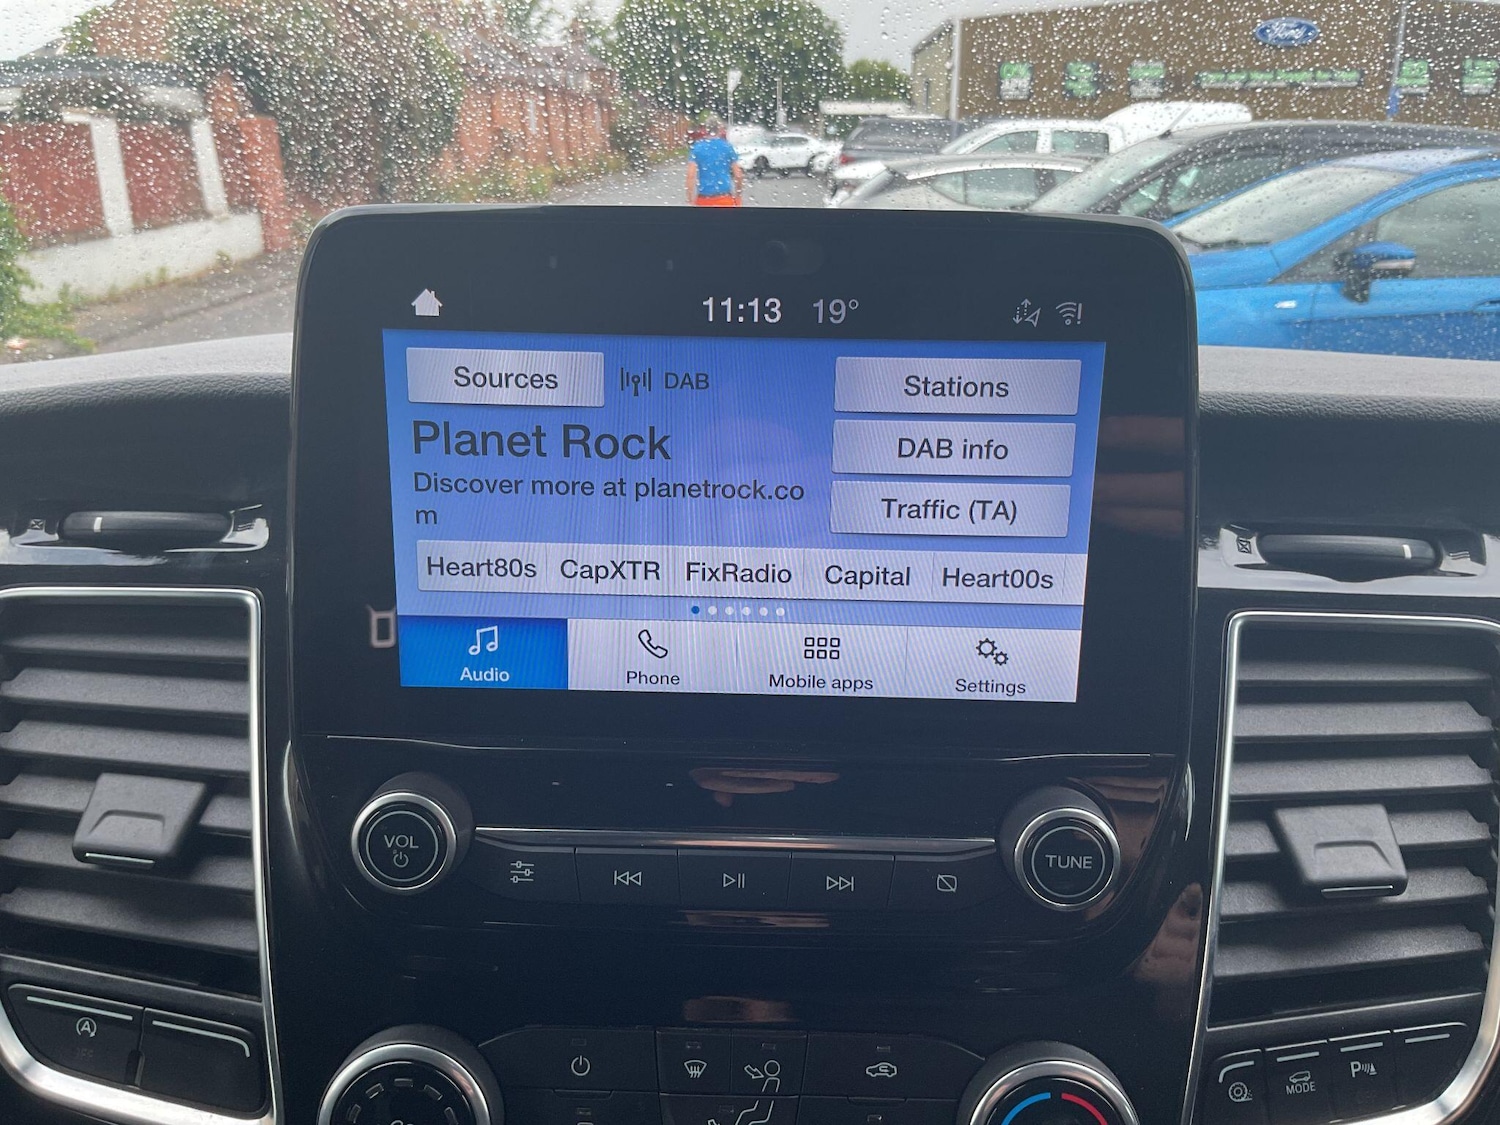 Ford
11:13 19°
Sources DAB Stations
Planet Rock
DAB info
Discover more at planetrock.co
m
Traffic (TA)
Heart80s CapXTR FixRadio Capital Heart00s
Audio Phone Mobile apps Settings
VOL TUNE
A
MODE
P